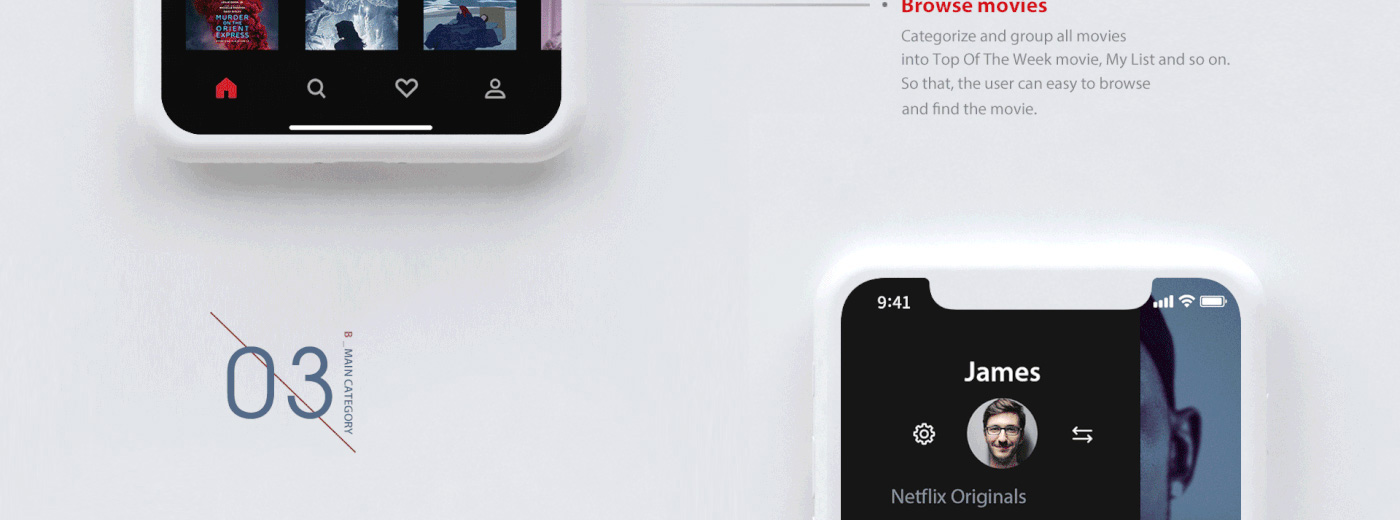 MURDER
ON THE
ORIENT
EXPRESS
Browse movies
Categorize and group all movies
into Top Of The Week movie, My List and so on.
So that, the user can easy to browse
and find the movie.
03
B _ MAIN CATEGORY
9:41
James
Netflix Originals